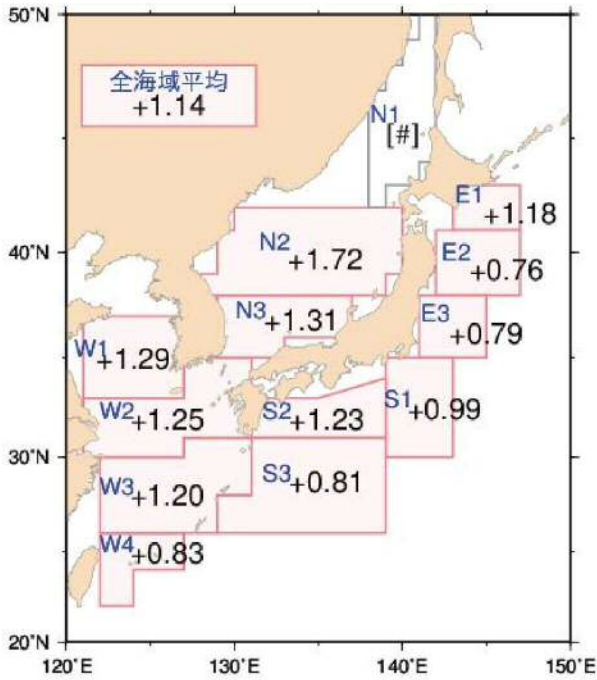 50°N
全海域平均
+1.14
N1
[#]
E1
+1.18
N2
+1.72
40°N
E2
+0.76
N3
+1.31
E3
+0.79
W1
+1.29
W2
+1.25
S2
+1.23
S1
+0.99
30°N
W3
+1.20
S3
+0.81
W4
+0.83
20°N
120°E
130°E
140°E
150°E